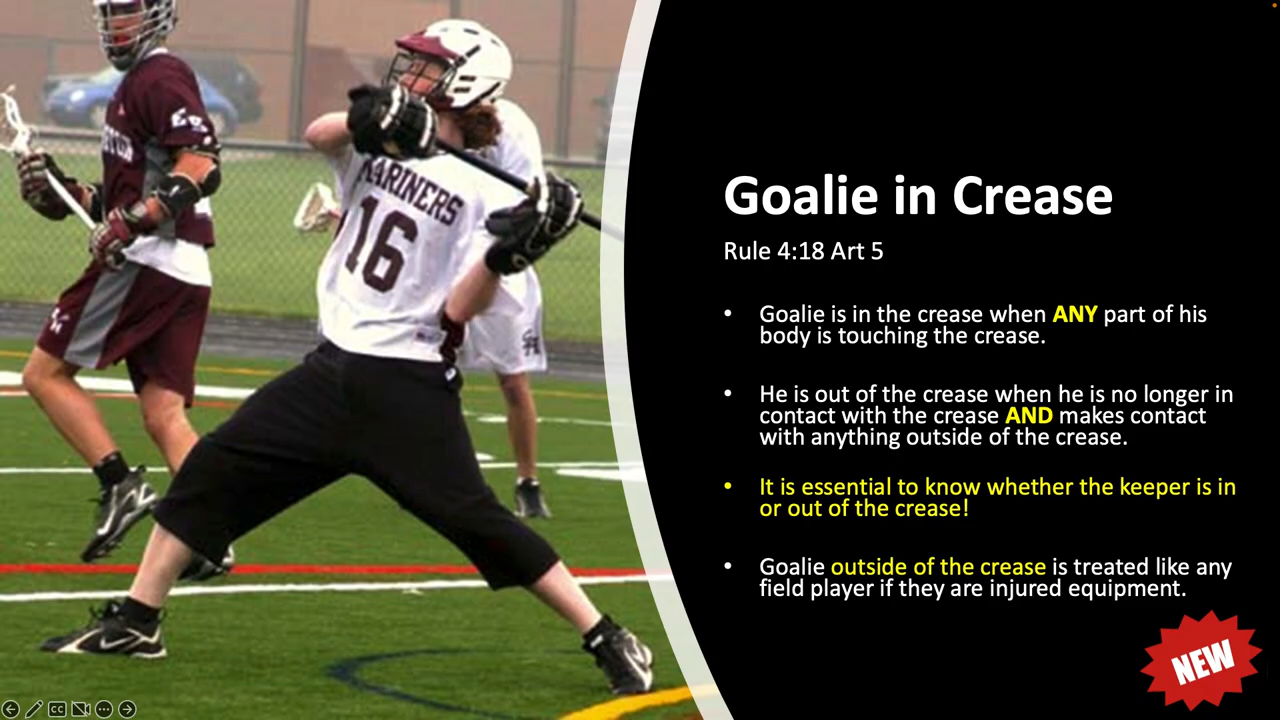 MARINERS
16
Goalie in Crease
Rule 4:18 Art 5
• Goalie is in the crease when ANY part of his
body is touching the crease.
• He is out of the crease when he is no longer in
contact with the crease AND makes contact
with anything outside of the crease.
• It is essential to know whether the keeper is in
or out of the crease!
• Goalie outside of the crease is treated like any
field player if they are injured equipment.
NEW
CC